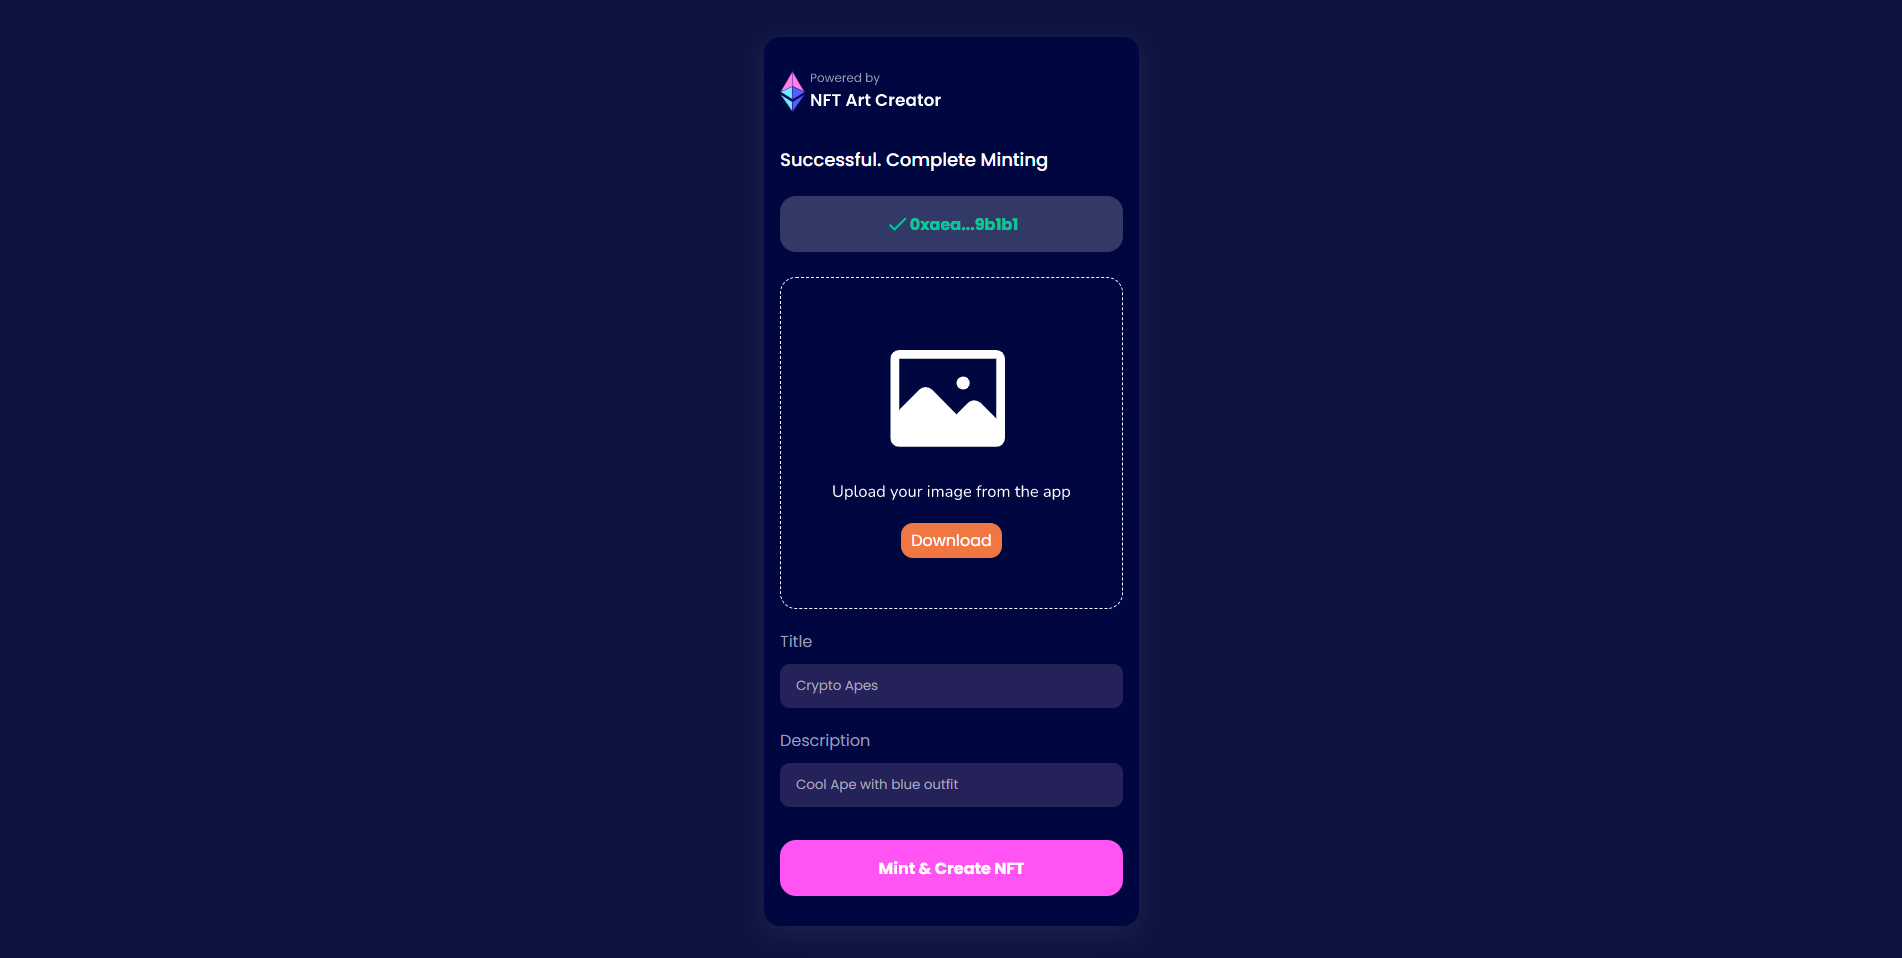 Powered by
NFT Art Creator
Successful. Complete Minting
0xaea...9b1b1
Upload your image from the app
Download
Title
Crypto Apes
Description
Cool Ape with blue outfit
Mint & Create NFT